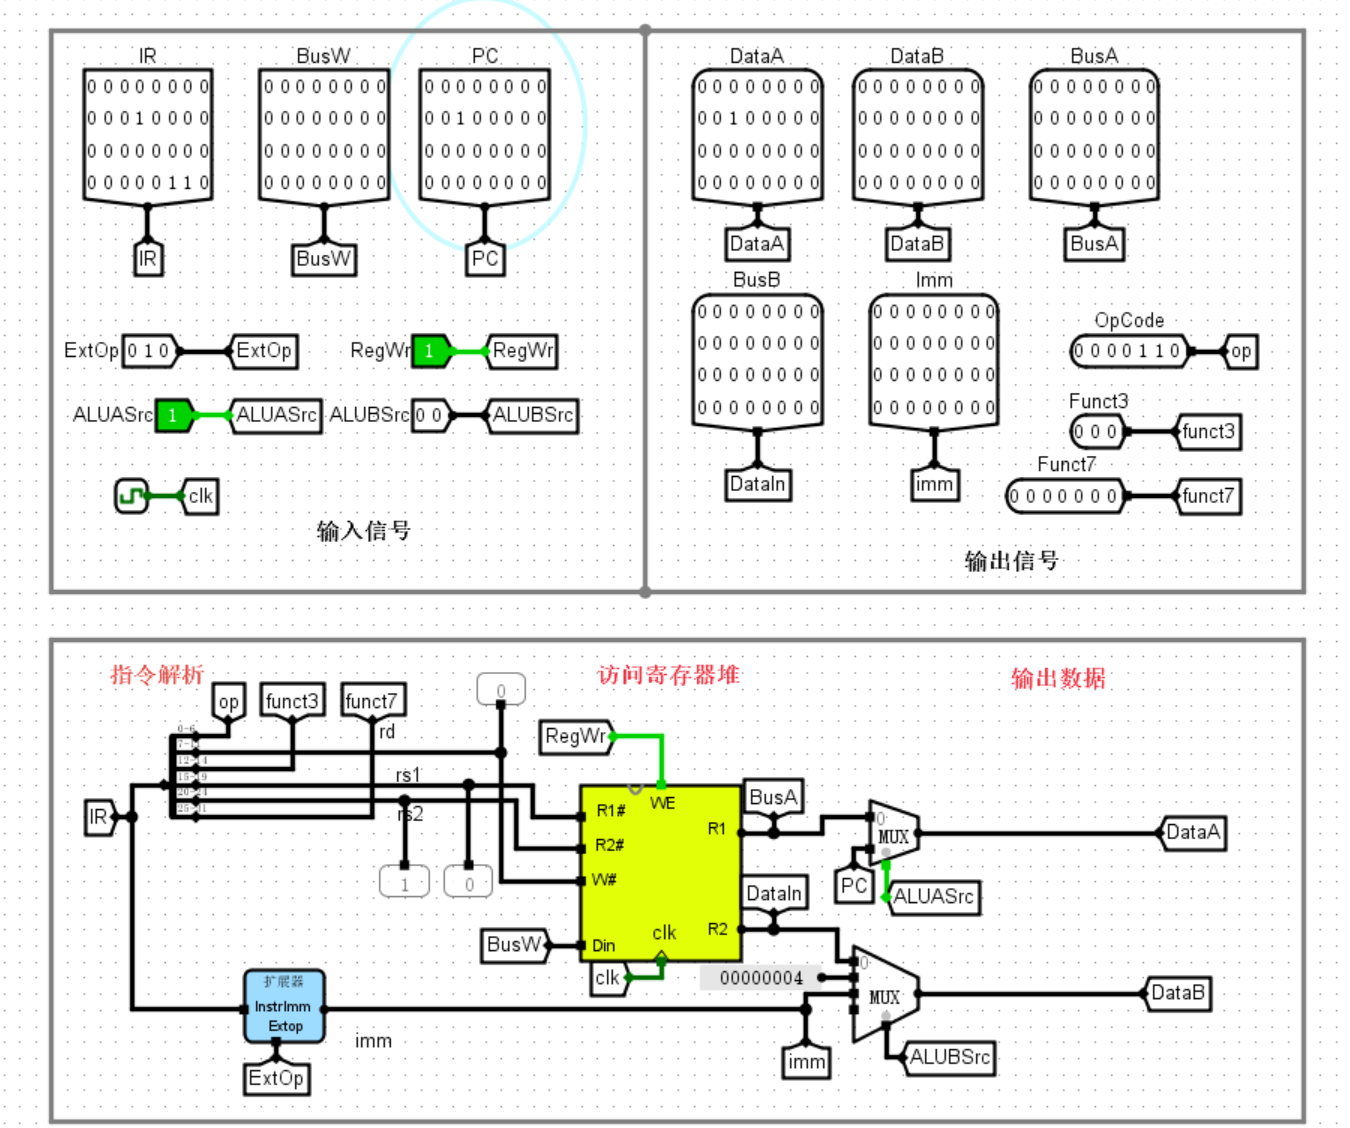 IR
0 0 0 0 0 0 0 0
0 0 0 1 0 0 0 0
0 0 0 0 0 0 0 0
0 0 0 0 0 1 1 0
IR
BusW
0 0 0 0 0 0 0 0
0 0 0 0 0 0 0 0
0 0 0 0 0 0 0 0
0 0 0 0 0 0 0 0
BusW
PC
0 0 0 0 0 0 0 0
0 0 1 0 0 0 0 0
0 0 0 0 0 0 0 0
0 0 0 0 0 0 0 0
PC
ExtOp 0 1 0 ExtOp
RegWr 1 RegWr
ALUASrc 1 ALUASrc
ALUBSrc 0 0 ALUBSrc
clk
输入信号
DataA
0 0 0 0 0 0 0 0
0 0 1 0 0 0 0 0
0 0 0 0 0 0 0 0
0 0 0 0 0 0 0 0
DataA
DataB
0 0 0 0 0 0 0 0
0 0 0 0 0 0 0 0
0 0 0 0 0 0 0 0
0 0 0 0 0 0 0 0
DataB
BusA
0 0 0 0 0 0 0 0
0 0 0 0 0 0 0 0
0 0 0 0 0 0 0 0
0 0 0 0 0 0 0 0
BusA
BusB
0 0 0 0 0 0 0 0
0 0 0 0 0 0 0 0
0 0 0 0 0 0 0 0
0 0 0 0 0 0 0 0
DataIn
Imm
0 0 0 0 0 0 0 0
0 0 0 0 0 0 0 0
0 0 0 0 0 0 0 0
0 0 0 0 0 0 0 0
imm
OpCode
0 0 0 0 1 1 0 op
Funct3
0 0 0 funct3
Funct7
0 0 0 0 0 0 0 funct7
输出信号
指令解析
访问寄存器堆
输出数据
op
funct3
funct7
rd
0
0-6
12-14
15-19
rs1
rs2
IR
1
0
RegWr
WE
R1#
R2#
W#
Din
clk
R1
R2
BusW
clk
BusA
DataIn
0
MUX
PC
ALUASrc
DataA
00000004
0
MUX
ALUBSrc
DataB
扩展器
InstrImm
Extop
ExtOp
imm
imm